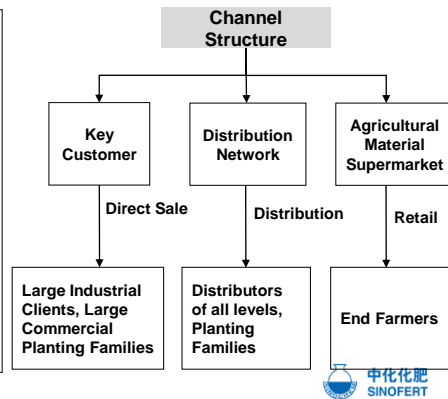 Channel
Structure
Key
Customer
Distribution
Network
Agricultural
Material
Supermarket
Direct Sale
Distribution
Retail
Large Industrial
Clients, Large
Commercial
Planting Families
Distributors
of all levels,
Planting
Families
End Farmers
中化化肥
SINOFERT